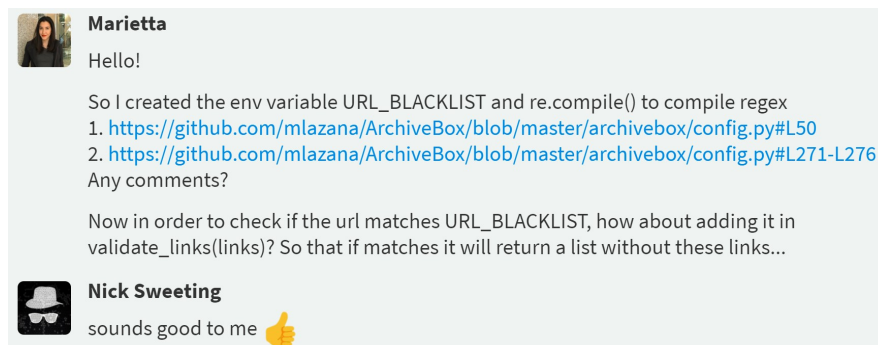 Marietta
Hello!
So I created the env variable URL_BLACKLIST and re.compile() to compile regex
1. https://github.com/mlazana/ArchiveBox/blob/master/archivebox/config.py#L50
2. https://github.com/mlazana/ArchiveBox/blob/master/archivebox/config.py#L271-L276
Any comments?
Now in order to check if the url matches URL_BLACKLIST, how about adding it in
validate_links(links)? So that if matches it will return a list without these links...
Nick Sweeting
sounds good to me 👍